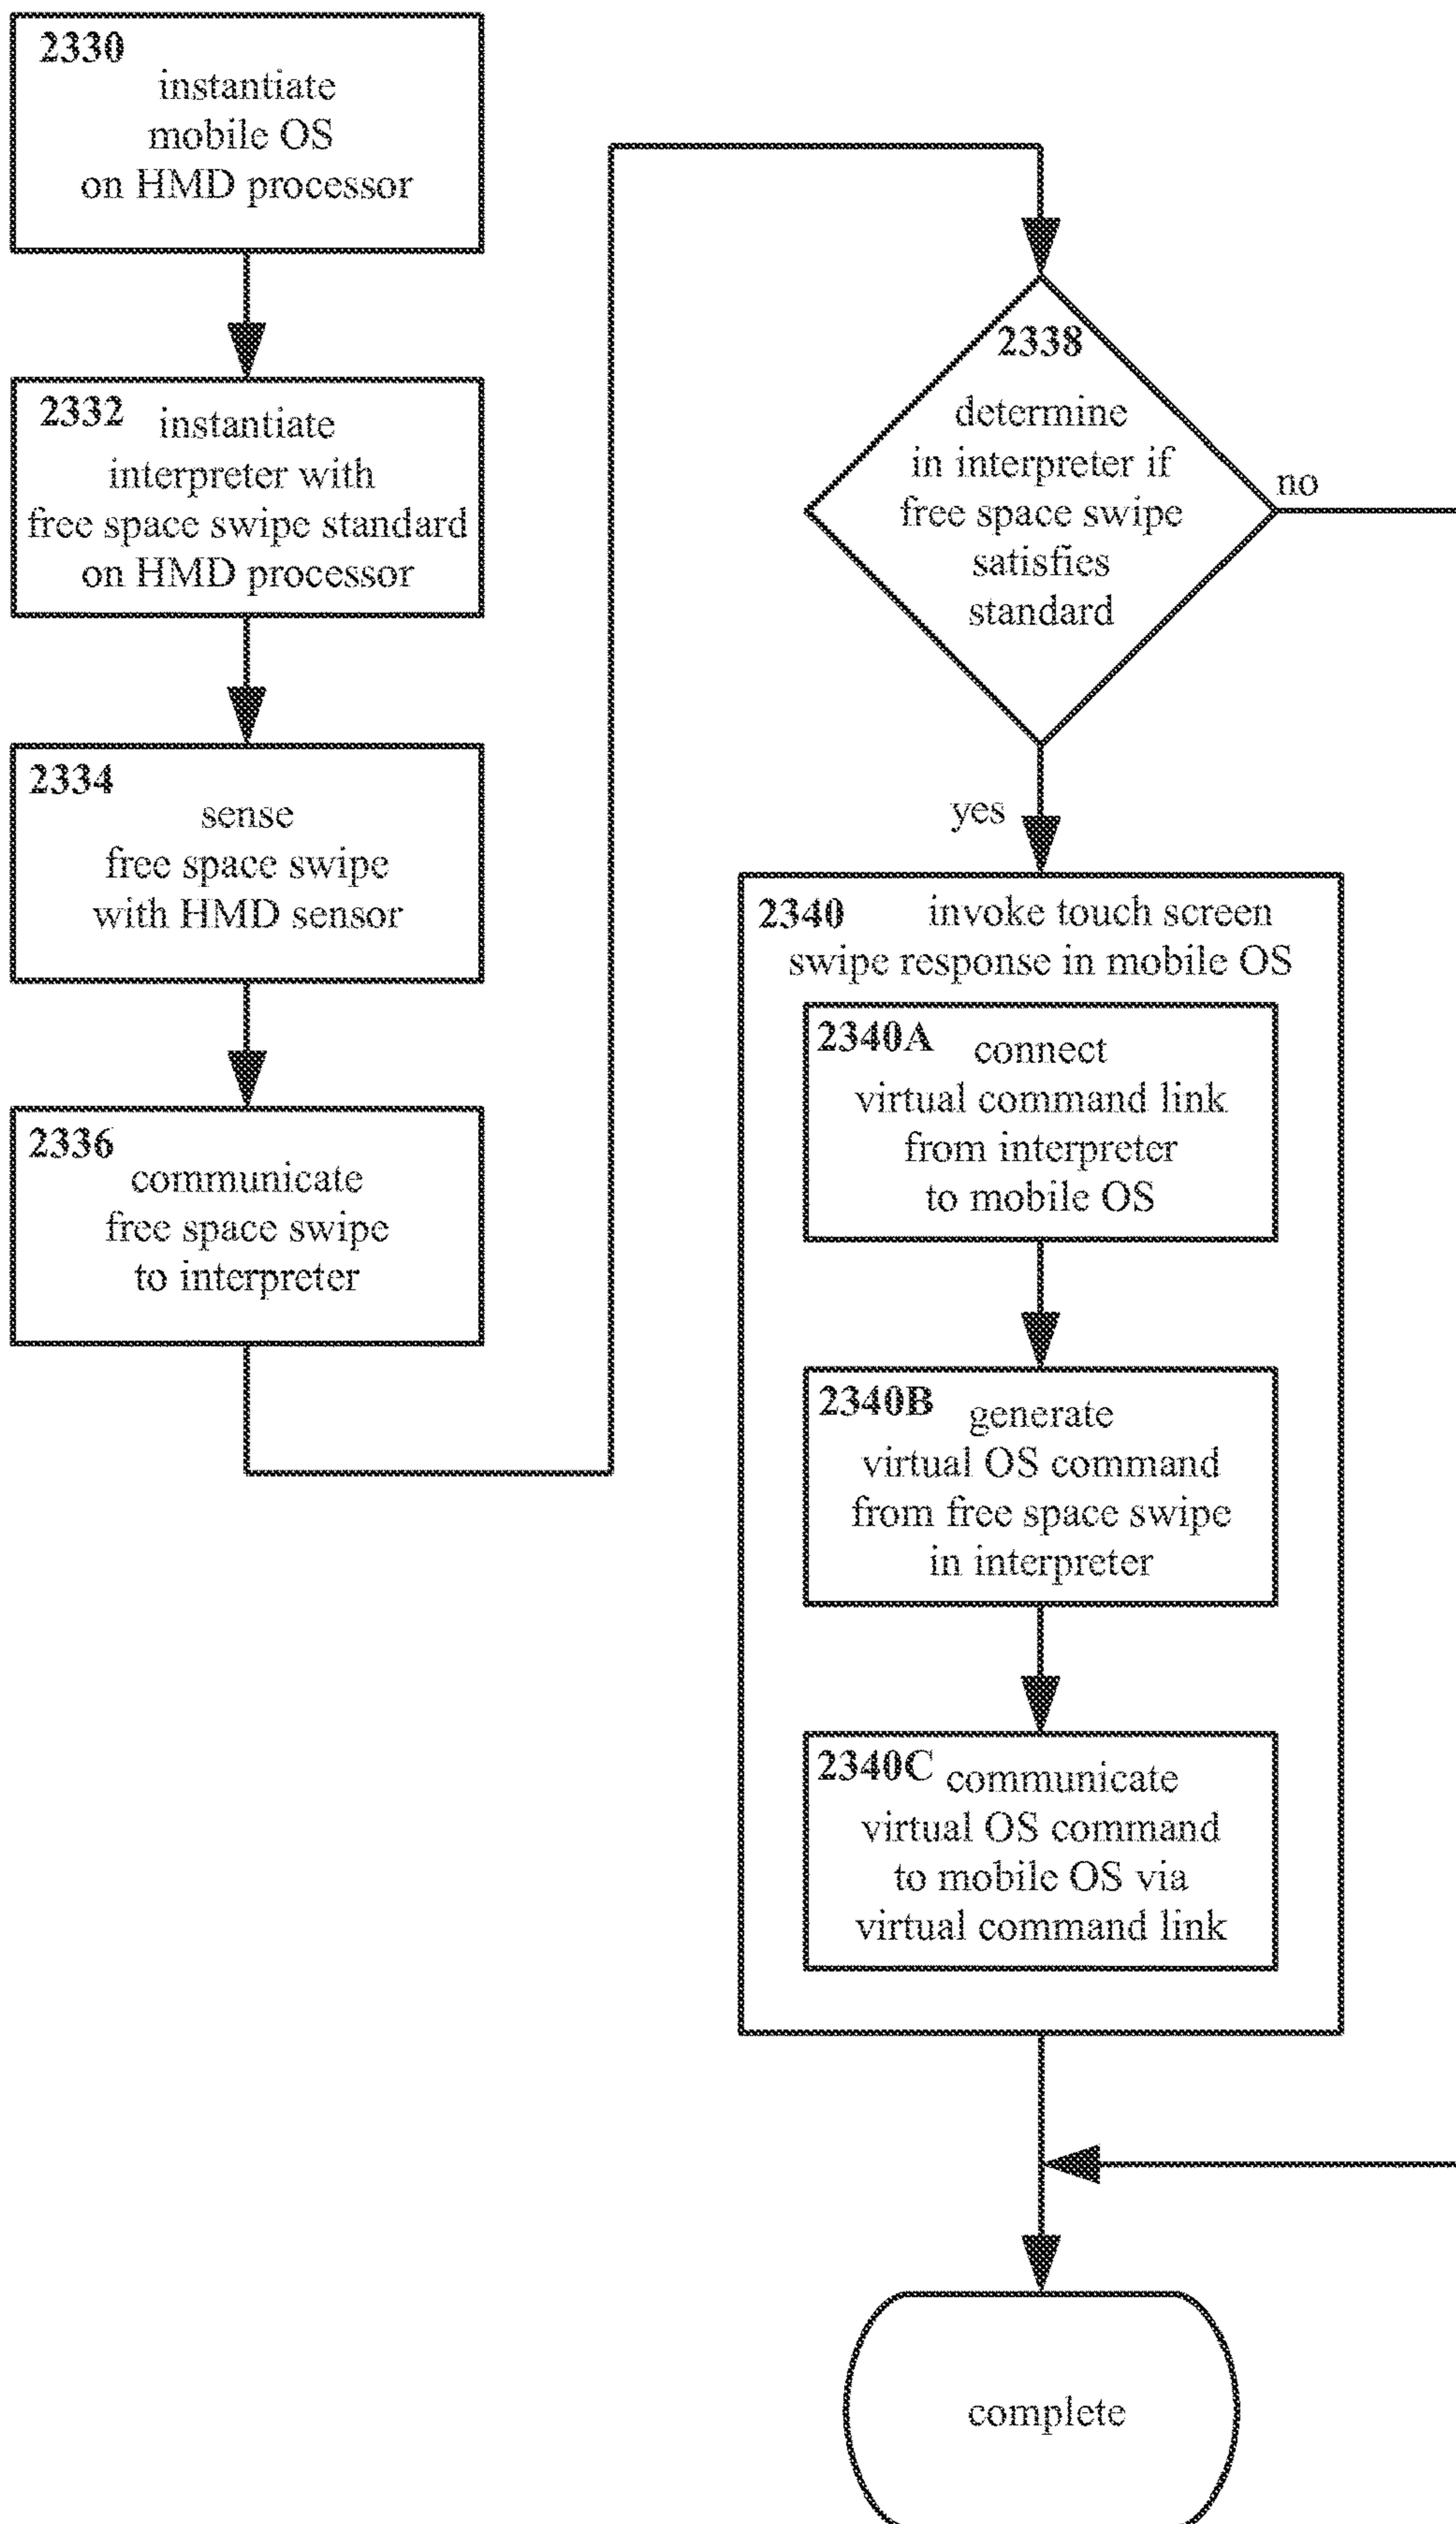 2330
instantiate
mobile OS
on HMD processor
2332 instantiate
interpreter with
free space swipe standard
on HMD processor
2334
sense
free space swipe
with HMD sensor
2336
communicate
free space swipe
to interpreter
2338
determine
in interpreter if
free space swipe
satisfies
standard
no
yes
2340 invoke touch screen
swipe response in mobile OS
2340A connect
virtual command link
from interpreter
to mobile OS
2340B generate
virtual OS command
from free space swipe
in interpreter
2340C communicate
virtual OS command
to mobile OS via
virtual command link
complete